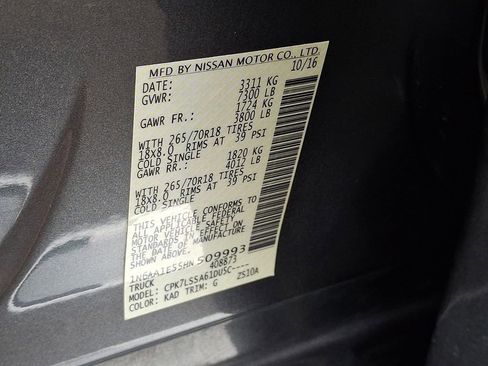 MFD BY NISSAN MOTOR CO., LTD.
DATE: 10/16
GVWR: 3311 KG
7300 LB
GAWR FR.: 1724 KG
3800 LB
WITH 265/70R18 TIRES
18X8.0 RIMS AT 39 PSI
COLD SINGLE
GAWR RR.: 1820 KG
4012 LB
WITH 265/70R18 TIRES
18X8.0 RIMS AT 39 PSI
COLD SINGLE
THIS VEHICLE CONFORMS TO
ALL APPLICABLE FEDERAL
MOTOR VEHICLE SAFETY
STANDARDS IN EFFECT ON
THE DATE OF MANUFACTURE
1N6AA1E55HN509993
TRUCK 408873
MODEL: CPK7LSSA61DU5C----
COLOR: KAD TRIM: G ZS10A